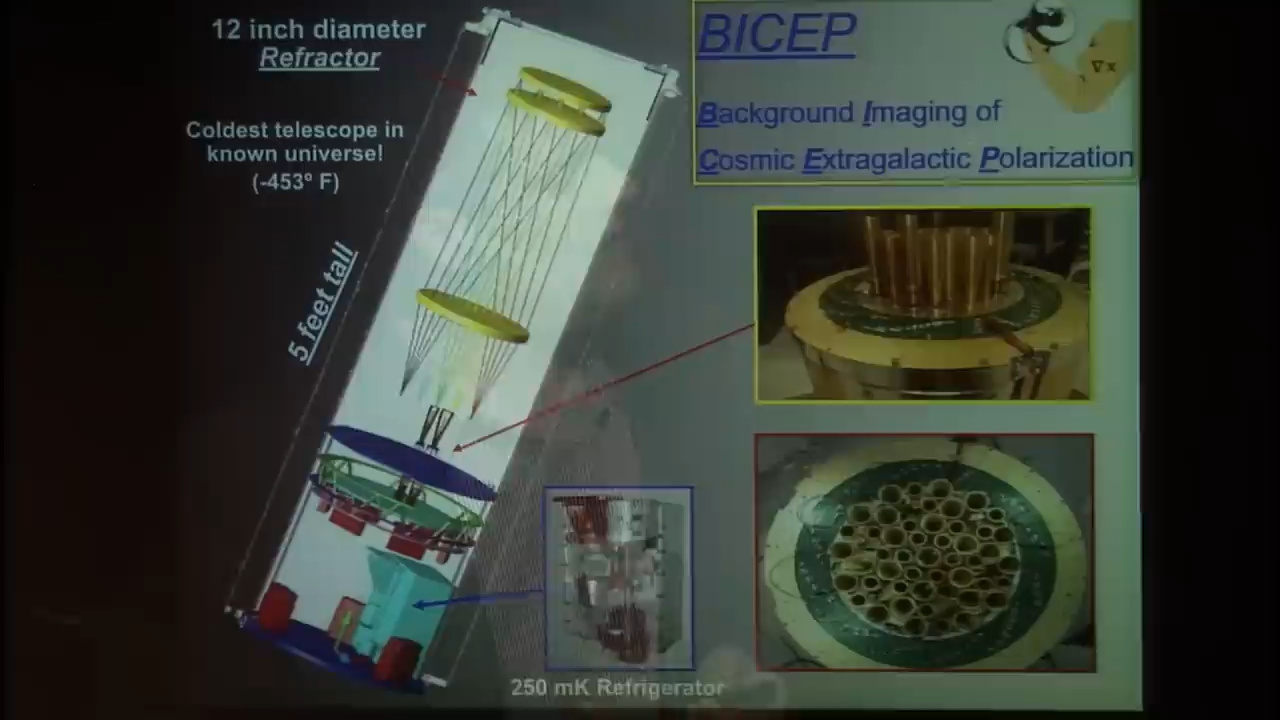 12 inch diameter
Refractor
Coldest telescope in
known universe!
(-453º F)
5 feet tall
BICEP
∇x
Background Imaging of
Cosmic Extragalactic Polarization
250 mK Refrigerator